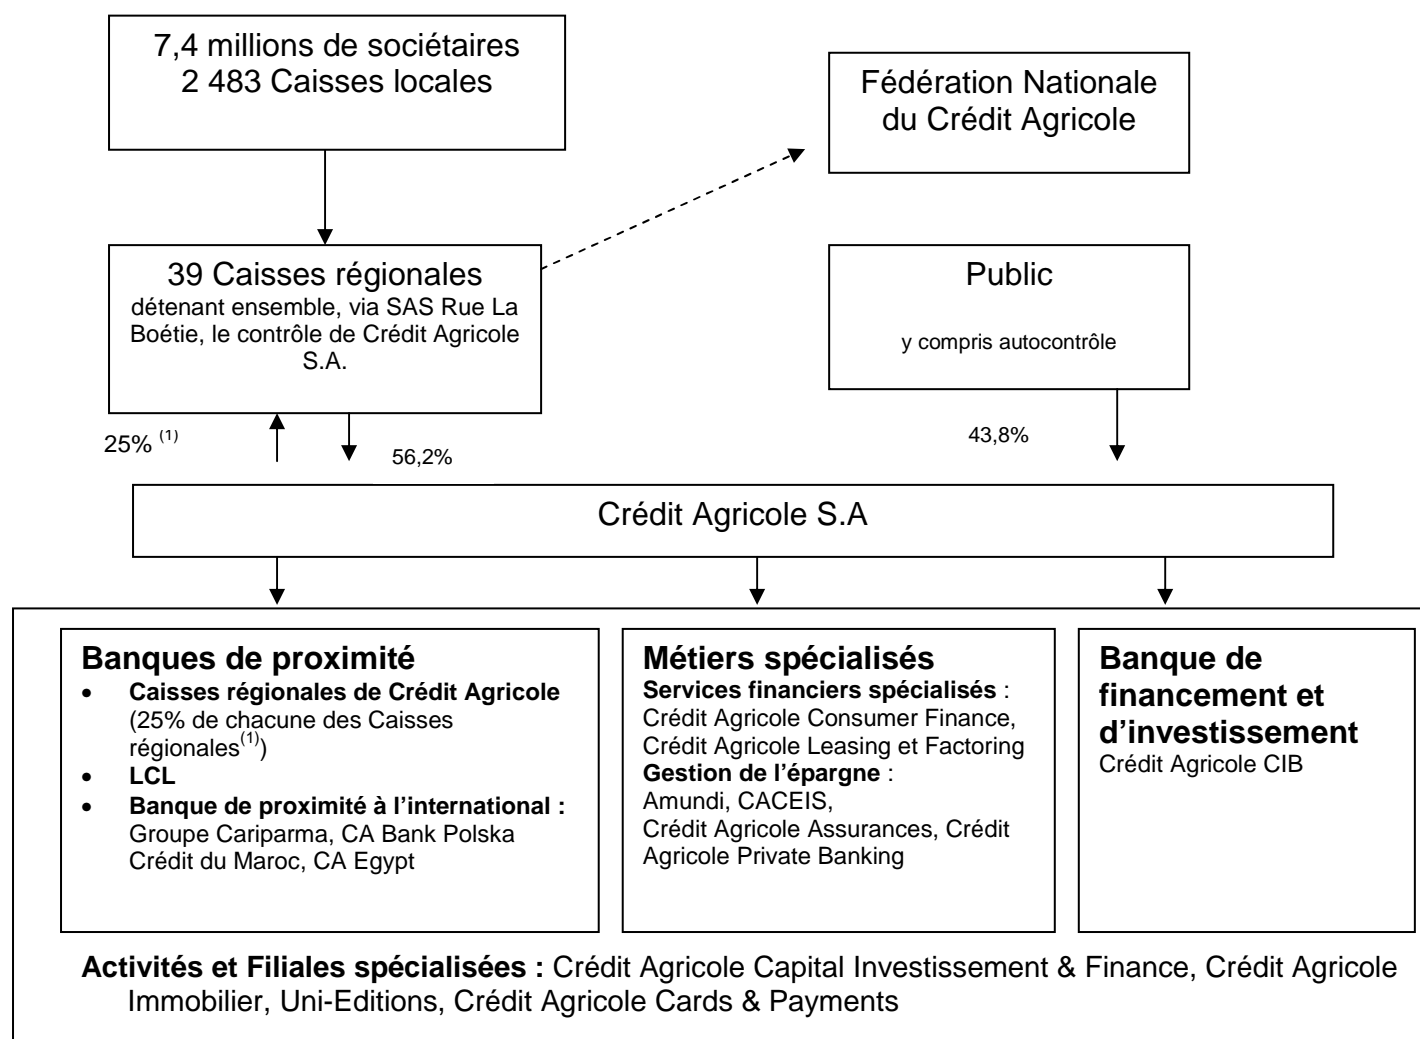 7,4 millions de sociétaires
2 483 Caisses locales
Fédération Nationale
du Crédit Agricole
39 Caisses régionales
détenant ensemble, via SAS Rue La
Boétie, le contrôle de Crédit Agricole
S.A.
Public
y compris autocontrôle
25% (1)
56,2%
43,8%
Crédit Agricole S.A
Banques de proximité
• Caisses régionales de Crédit Agricole
(25% de chacune des Caisses
régionales(1))
• LCL
• Banque de proximité à l’international :
Groupe Cariparma, CA Bank Polska
Crédit du Maroc, CA Egypt
Métiers spécialisés
Services financiers spécialisés :
Crédit Agricole Consumer Finance,
Crédit Agricole Leasing et Factoring
Gestion de l’épargne :
Amundi, CACEIS,
Crédit Agricole Assurances, Crédit
Agricole Private Banking
Banque de
financement et
d’investissement
Crédit Agricole CIB
Activités et Filiales spécialisées : Crédit Agricole Capital Investissement & Finance, Crédit Agricole
Immobilier, Uni-Editions, Crédit Agricole Cards & Payments